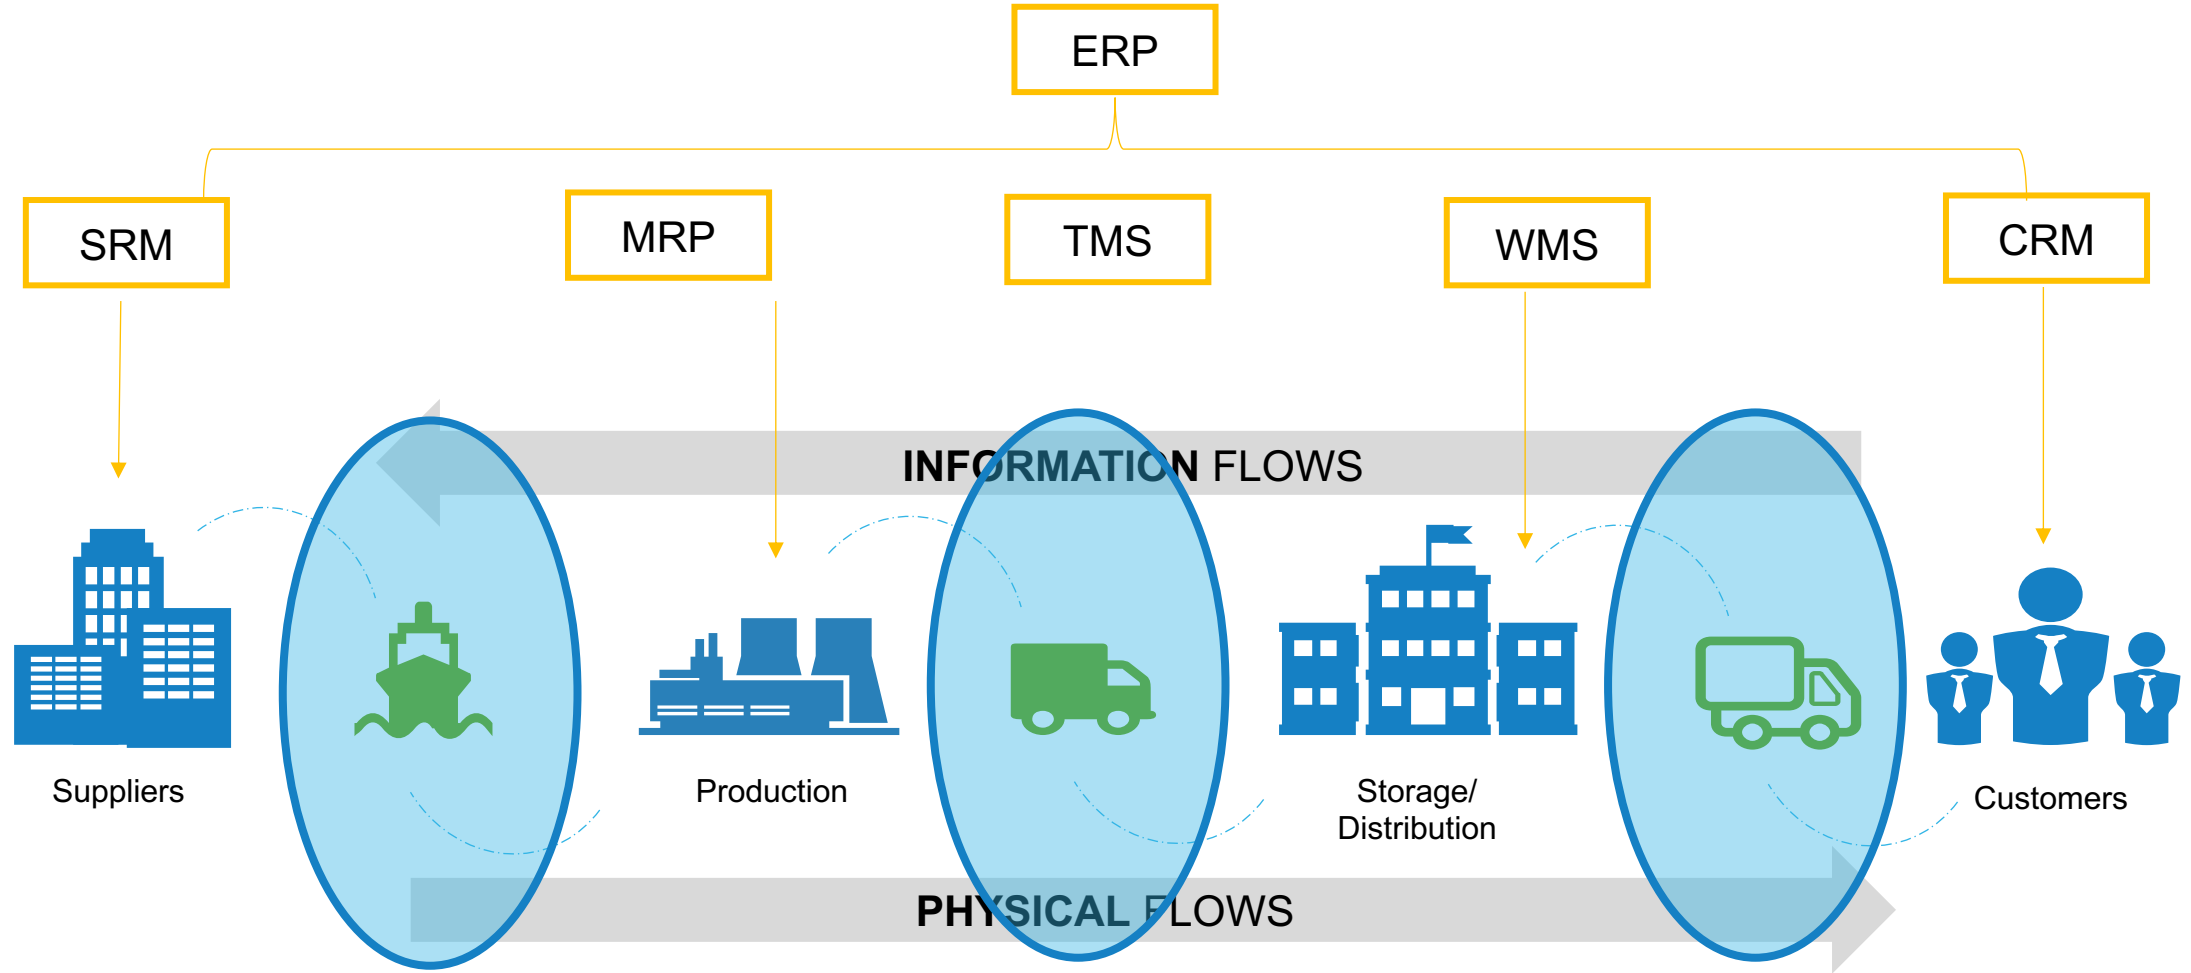 ERP
SRM
MRP
TMS
WMS
CRM
INFORMATION FLOWS
Suppliers
Production
Storage/
Distribution
Customers
PHYSICAL FLOWS